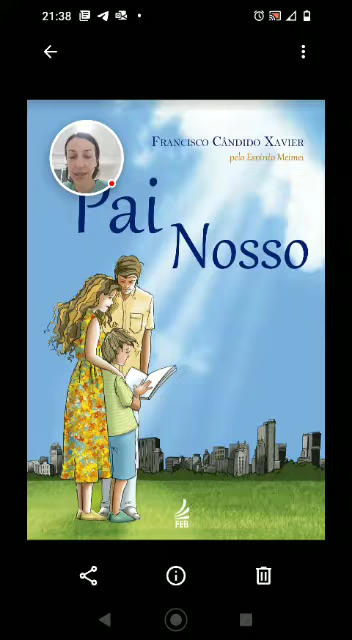 21:38
FRANCISCO CÂNDIDO XAVIER
pelo Espírito Meimei
Pai
Nosso
FEB